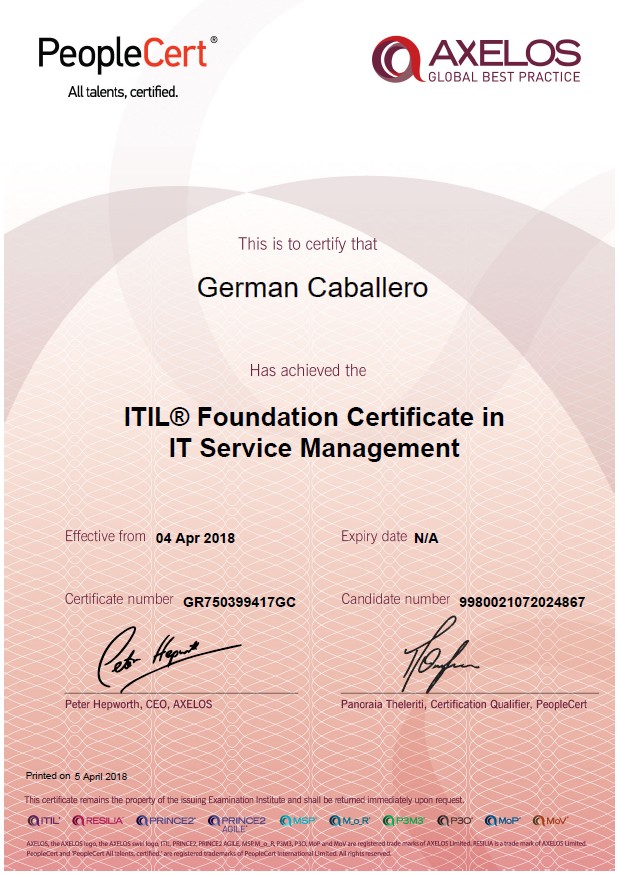 PeopleCert®
All talents, certified.
AXELOS
GLOBAL BEST PRACTICE
This is to certify that
German Caballero
Has achieved the
ITIL® Foundation Certificate in
IT Service Management
Effective from 04 Apr 2018
Expiry date N/A
Certificate number GR750399417GC
Candidate number 9980021072024867
Peter Hepworth
Peter Hepworth, CEO, AXELOS
Panoraia Theleriti, Certification Qualifier, PeopleCert
Printed on 5 April 2018
This certificate remains the property of the issuing Examination Institute and shall be returned immediately upon request.
ITIL® RESILIA™ PRINCE2® PRINCE2 AGILE® MSP® M_o_R® P3M3® P3O® MoP® MoV®
AXELOS, the AXELOS logo, the AXELOS swirl logo, ITIL, PRINCE2, PRINCE2 AGILE, MSP, M_o_R, P3M3, P3O, MoP and MoV are registered trade marks of AXELOS Limited. RESILIA is a trade mark of AXELOS Limited.
PeopleCert and 'PeopleCert All talents, certified.' are registered trademarks of PeopleCert International Limited. All rights reserved.